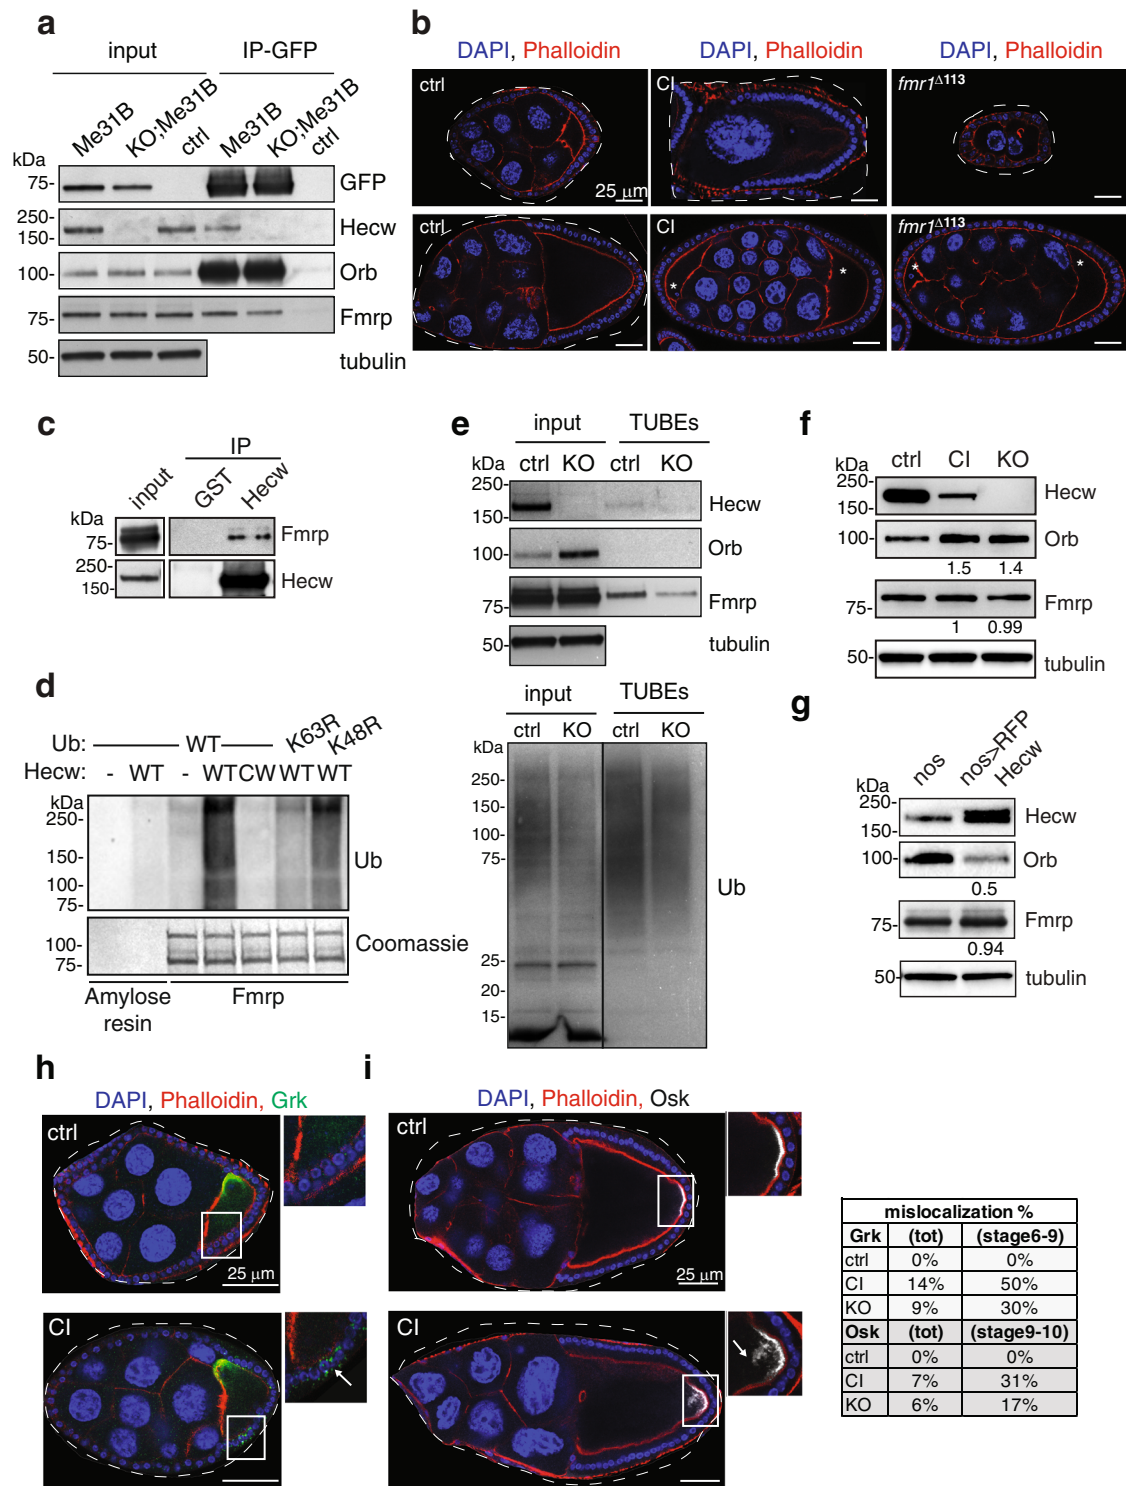 a
input IP-GFP
Me31B KO;Me31B ctrl Me31B KO;Me31B ctrl
kDa
75- GFP
250-
150- Hecw
100- Orb
75- Fmrp
50- tubulin
b
DAPI, Phalloidin DAPI, Phalloidin DAPI, Phalloidin
ctrl CI fmr1Δ113
25 µm
ctrl CI fmr1Δ113
* * * *
c
IP
input GST Hecw
kDa
75- Fmrp
250-
150- Hecw
d
Ub: WT K63R K48R
Hecw: - WT - WT CW WT WT
kDa
250-
150-
100-
75-
Ub
100-
75-
Coomassie
Amylose resin Fmrp
e
input TUBEs
kDa ctrl KO ctrl KO
250-
150- Hecw
100- Orb
75- Fmrp
50- tubulin
input TUBEs
ctrl KO ctrl KO
kDa
250-
150-
100-
75-
Ub
25-
20-
15-
f
kDa ctrl CI KO
250-
150- Hecw
100- Orb
1.5 1.4
75- Fmrp
1 0.99
50- tubulin
g
nos nos>RFP Hecw
kDa
250-
150- Hecw
100- Orb
0.5
75- Fmrp
0.94
50- tubulin
h
DAPI, Phalloidin, Grk
ctrl
25 µm
CI
i
DAPI, Phalloidin, Osk
ctrl
25 µm
CI
mislocalization %
Grk (tot) (stage6-9)
ctrl 0% 0%
CI 14% 50%
KO 9% 30%
Osk (tot) (stage9-10)
ctrl 0% 0%
CI 7% 31%
KO 6% 17%